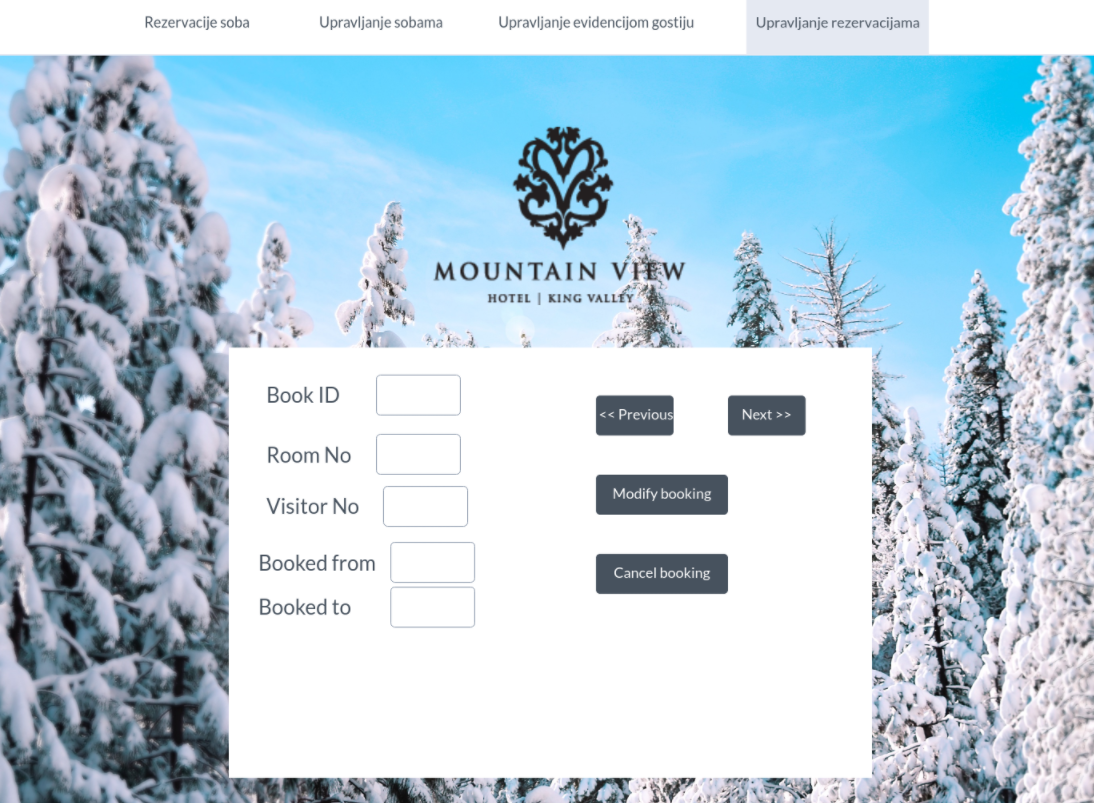 Rezervacije soba
Upravljanje sobama
Upravljanje evidencijom gostiju
Upravljanje rezervacijama
MOUNTAIN VIEW
HOTEL | KING VALLEY
Book ID
<< Previous
Next >>
Room No
Modify booking
Visitor No
Booked from
Cancel booking
Booked to